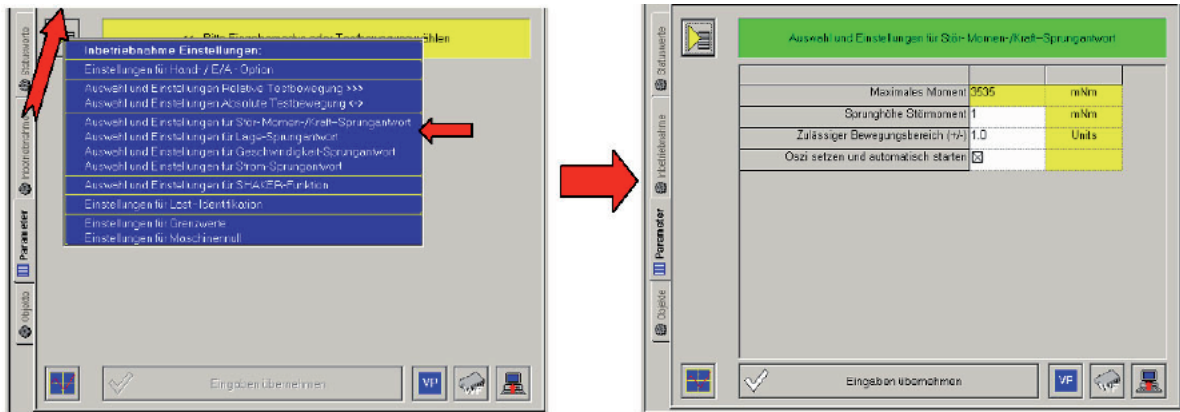 Statuswerte
Inbetriebnahme
Parameter
Objekte
<< Bitte Eingabemaske oder Testbewegung wählen
Inbetriebnahme Einstellungen:
Einstellungen für Hand- / E/A - Option
Auswahl und Einstellungen Relative Testbewegung >>>
Auswahl und Einstellungen Absolute Testbewegung <->
Auswahl und Einstellungen für Stör-Momen-/Kraft-Sprungantwort
Auswahl und Einstellungen für Lage-Sprungantwort
Auswahl und Einstellungen für Geschwindigkeit-Sprungantwort
Auswahl und Einstellungen für Strom-Sprungantwort
Auswahl und Einstellungen für SHAKER-Funktion
Einstellungen für Last-Identifikation
Einstellungen für Grenzwerte
Einstellungen für Maschinennull
Eingaben übernehmen
VP
Statuswerte
Inbetriebnahme
Parameter
Objekte
Auswahl und Einstellungen für Stör- Momen-/Kraft-Sprungantwort
Maximales Moment 3535 mNm
Sprunghöhe Störmoment 1 mNm
Zulässiger Bewegungsbereich (+/-) 1.0 Units
Oszi setzen und automatisch starten
Eingaben übernehmen
VP